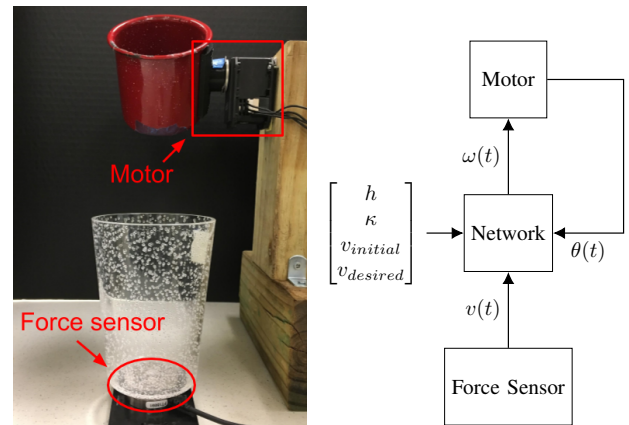 Motor
Force sensor
Motor
ω(t)
h
κ
v_initial
v_desired
Network
θ(t)
v(t)
Force Sensor